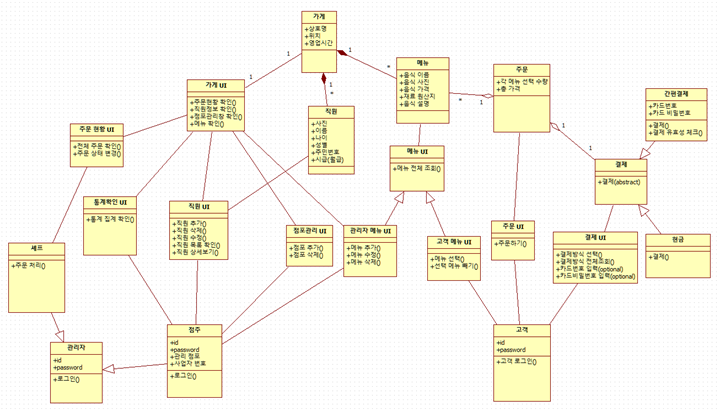 가게
+상호명
+위치
+영업시간
1
1
1
1
*
*
가게 UI
+주문현황 확인()
+직원정보 확인()
+점포관리창 확인()
+메뉴 확인()
직원
+사진
+이름
+나이
+성별
+주민번호
+시급(월급)
메뉴
+음식 이름
+음식 사진
+음식 가격
+재료 원산지
+음식 설명
*
1
주문
+각 메뉴 선택 수량
+총 가격
1
1
간편결제
+카드번호
+카드 비밀번호
+결제()
+결제 유효성 체크()
주문 현황 UI
+전체 주문 확인()
+주문 상태 변경()
메뉴 UI
+메뉴 전체 조회()
결제
+결제(abstract)
통계확인 UI
+통계 집계 확인()
직원 UI
+직원 추가()
+직원 삭제()
+직원 수정()
+직원 목록 확인()
+직원 상세보기()
점포관리 UI
+점포 추가()
+점포 삭제()
관리자 메뉴 UI
+메뉴 추가()
+메뉴 수정()
+메뉴 삭제()
고객 메뉴 UI
+메뉴 선택()
+선택 메뉴 빼기()
주문 UI
+주문하기()
결제 UI
+결제방식 선택()
+결제방식 전체조회()
+카드번호 입력(optional)
+카드비밀번호 입력(optional)
현금
+결제()
셰프
+주문 처리()
관리자
+id
+password
+로그인()
점주
+id
+password
+관리 점포
+사업자 번호
+로그인()
고객
+id
+password
+고객 로그인()